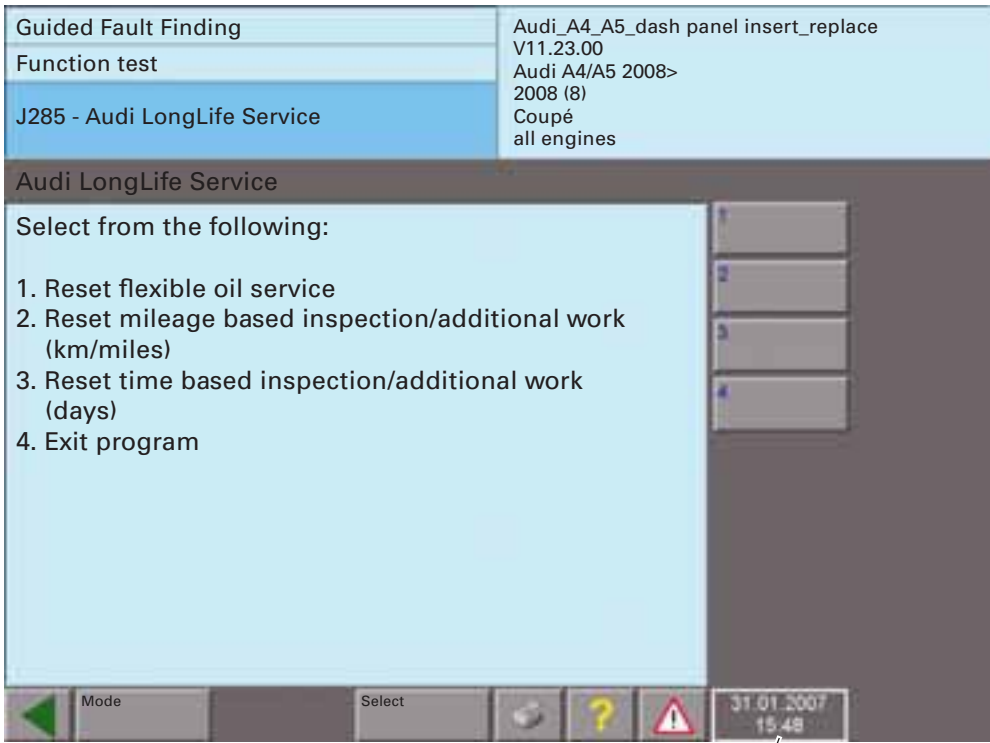 Guided Fault Finding
Function test
J285 - Audi LongLife Service
Audi_A4_A5_dash panel insert_replace
V11.23.00
Audi A4/A5 2008>
2008 (8)
Coupé
all engines
Audi LongLife Service
Select from the following:
1. Reset flexible oil service
2. Reset mileage based inspection/additional work
(km/miles)
3. Reset time based inspection/additional work
(days)
4. Exit program
1
2
3
4
Mode
Select
?
31.01.2007
15:48